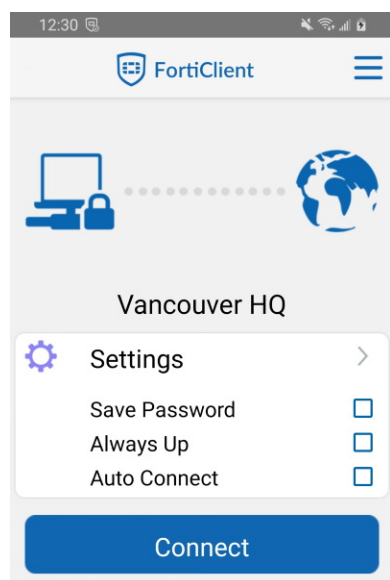 12:30
FortiClient
Vancouver HQ
Settings
Save Password
Always Up
Auto Connect
Connect